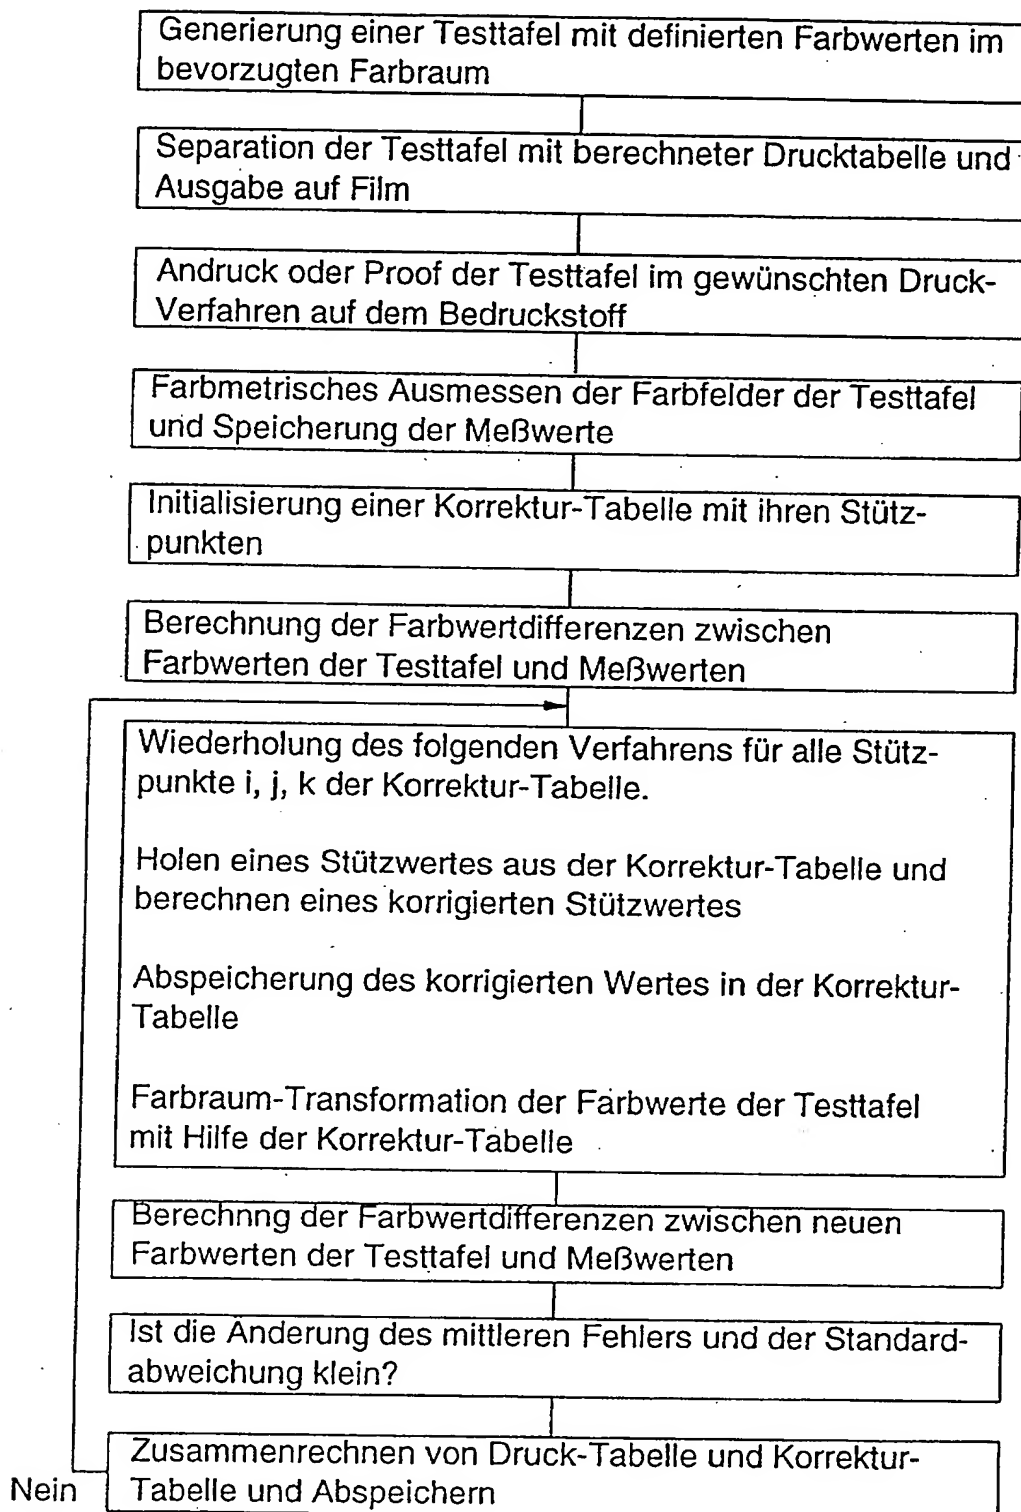 Generierung einer Testtafel mit definierten Farbwerten im
bevorzugten Farbraum
Separation der Testtafel mit berechneter Drucktabelle und
Ausgabe auf Film
Andruck oder Proof der Testtafel im gewünschten Druck-
Verfahren auf dem Bedruckstoff
Farbmetrisches Ausmessen der Farbfelder der Testtafel
und Speicherung der Meßwerte
Initialisierung einer Korrektur-Tabelle mit ihren Stütz-
punkten
Berechnung der Farbwertdifferenzen zwischen
Farbwerten der Testtafel und Meßwerten
Wiederholung des folgenden Verfahrens für alle Stütz-
punkte i, j, k der Korrektur-Tabelle.
Holen eines Stützwertes aus der Korrektur-Tabelle und
berechnen eines korrigierten Stützwertes
Abspeicherung des korrigierten Wertes in der Korrektur-
Tabelle
Farbraum-Transformation der Farbwerte der Testtafel
mit Hilfe der Korrektur-Tabelle
Berechnng der Farbwertdifferenzen zwischen neuen
Farbwerten der Testtafel und Meßwerten
Ist die Änderung des mittleren Fehlers und der Standard-
abweichung klein?
Zusammenrechnen von Druck-Tabelle und Korrektur-
Nein Tabelle und Abspeichern